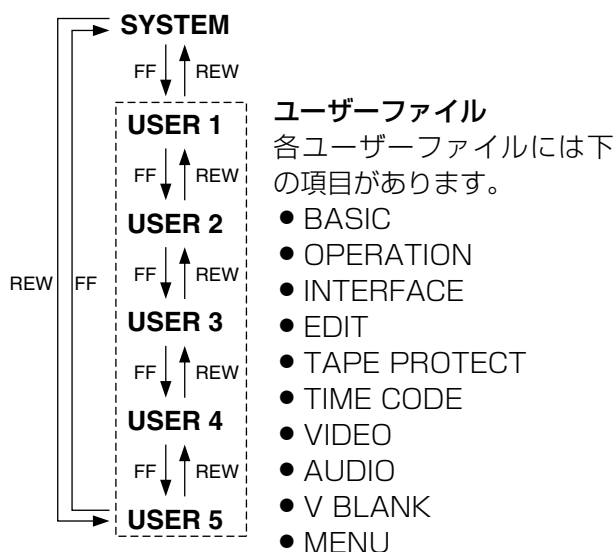 SYSTEM
FF REW
USER 1
FF REW
USER 2
FF REW
USER 3
FF REW
USER 4
FF REW
USER 5
REW FF
ユーザーファイル
各ユーザーファイルには下
の項目があります。
● BASIC
● OPERATION
● INTERFACE
● EDIT
● TAPE PROTECT
● TIME CODE
● VIDEO
● AUDIO
● V BLANK
● MENU